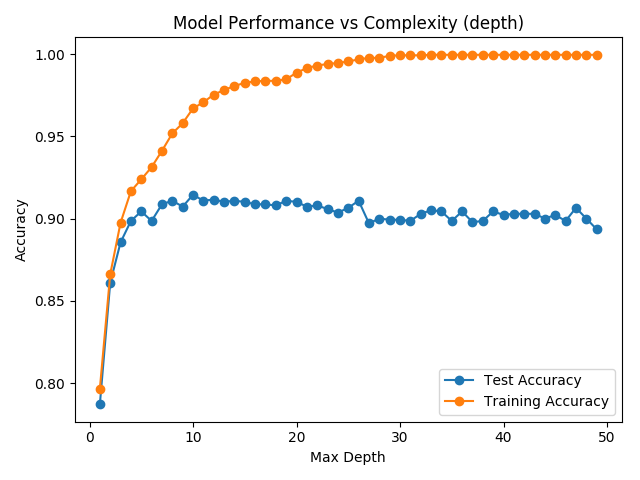 Model Performance vs Complexity (depth)
1.00
0.95
0.90
0.85
0.80
Accuracy
0 10 20 30 40 50
Max Depth
Test Accuracy
Training Accuracy